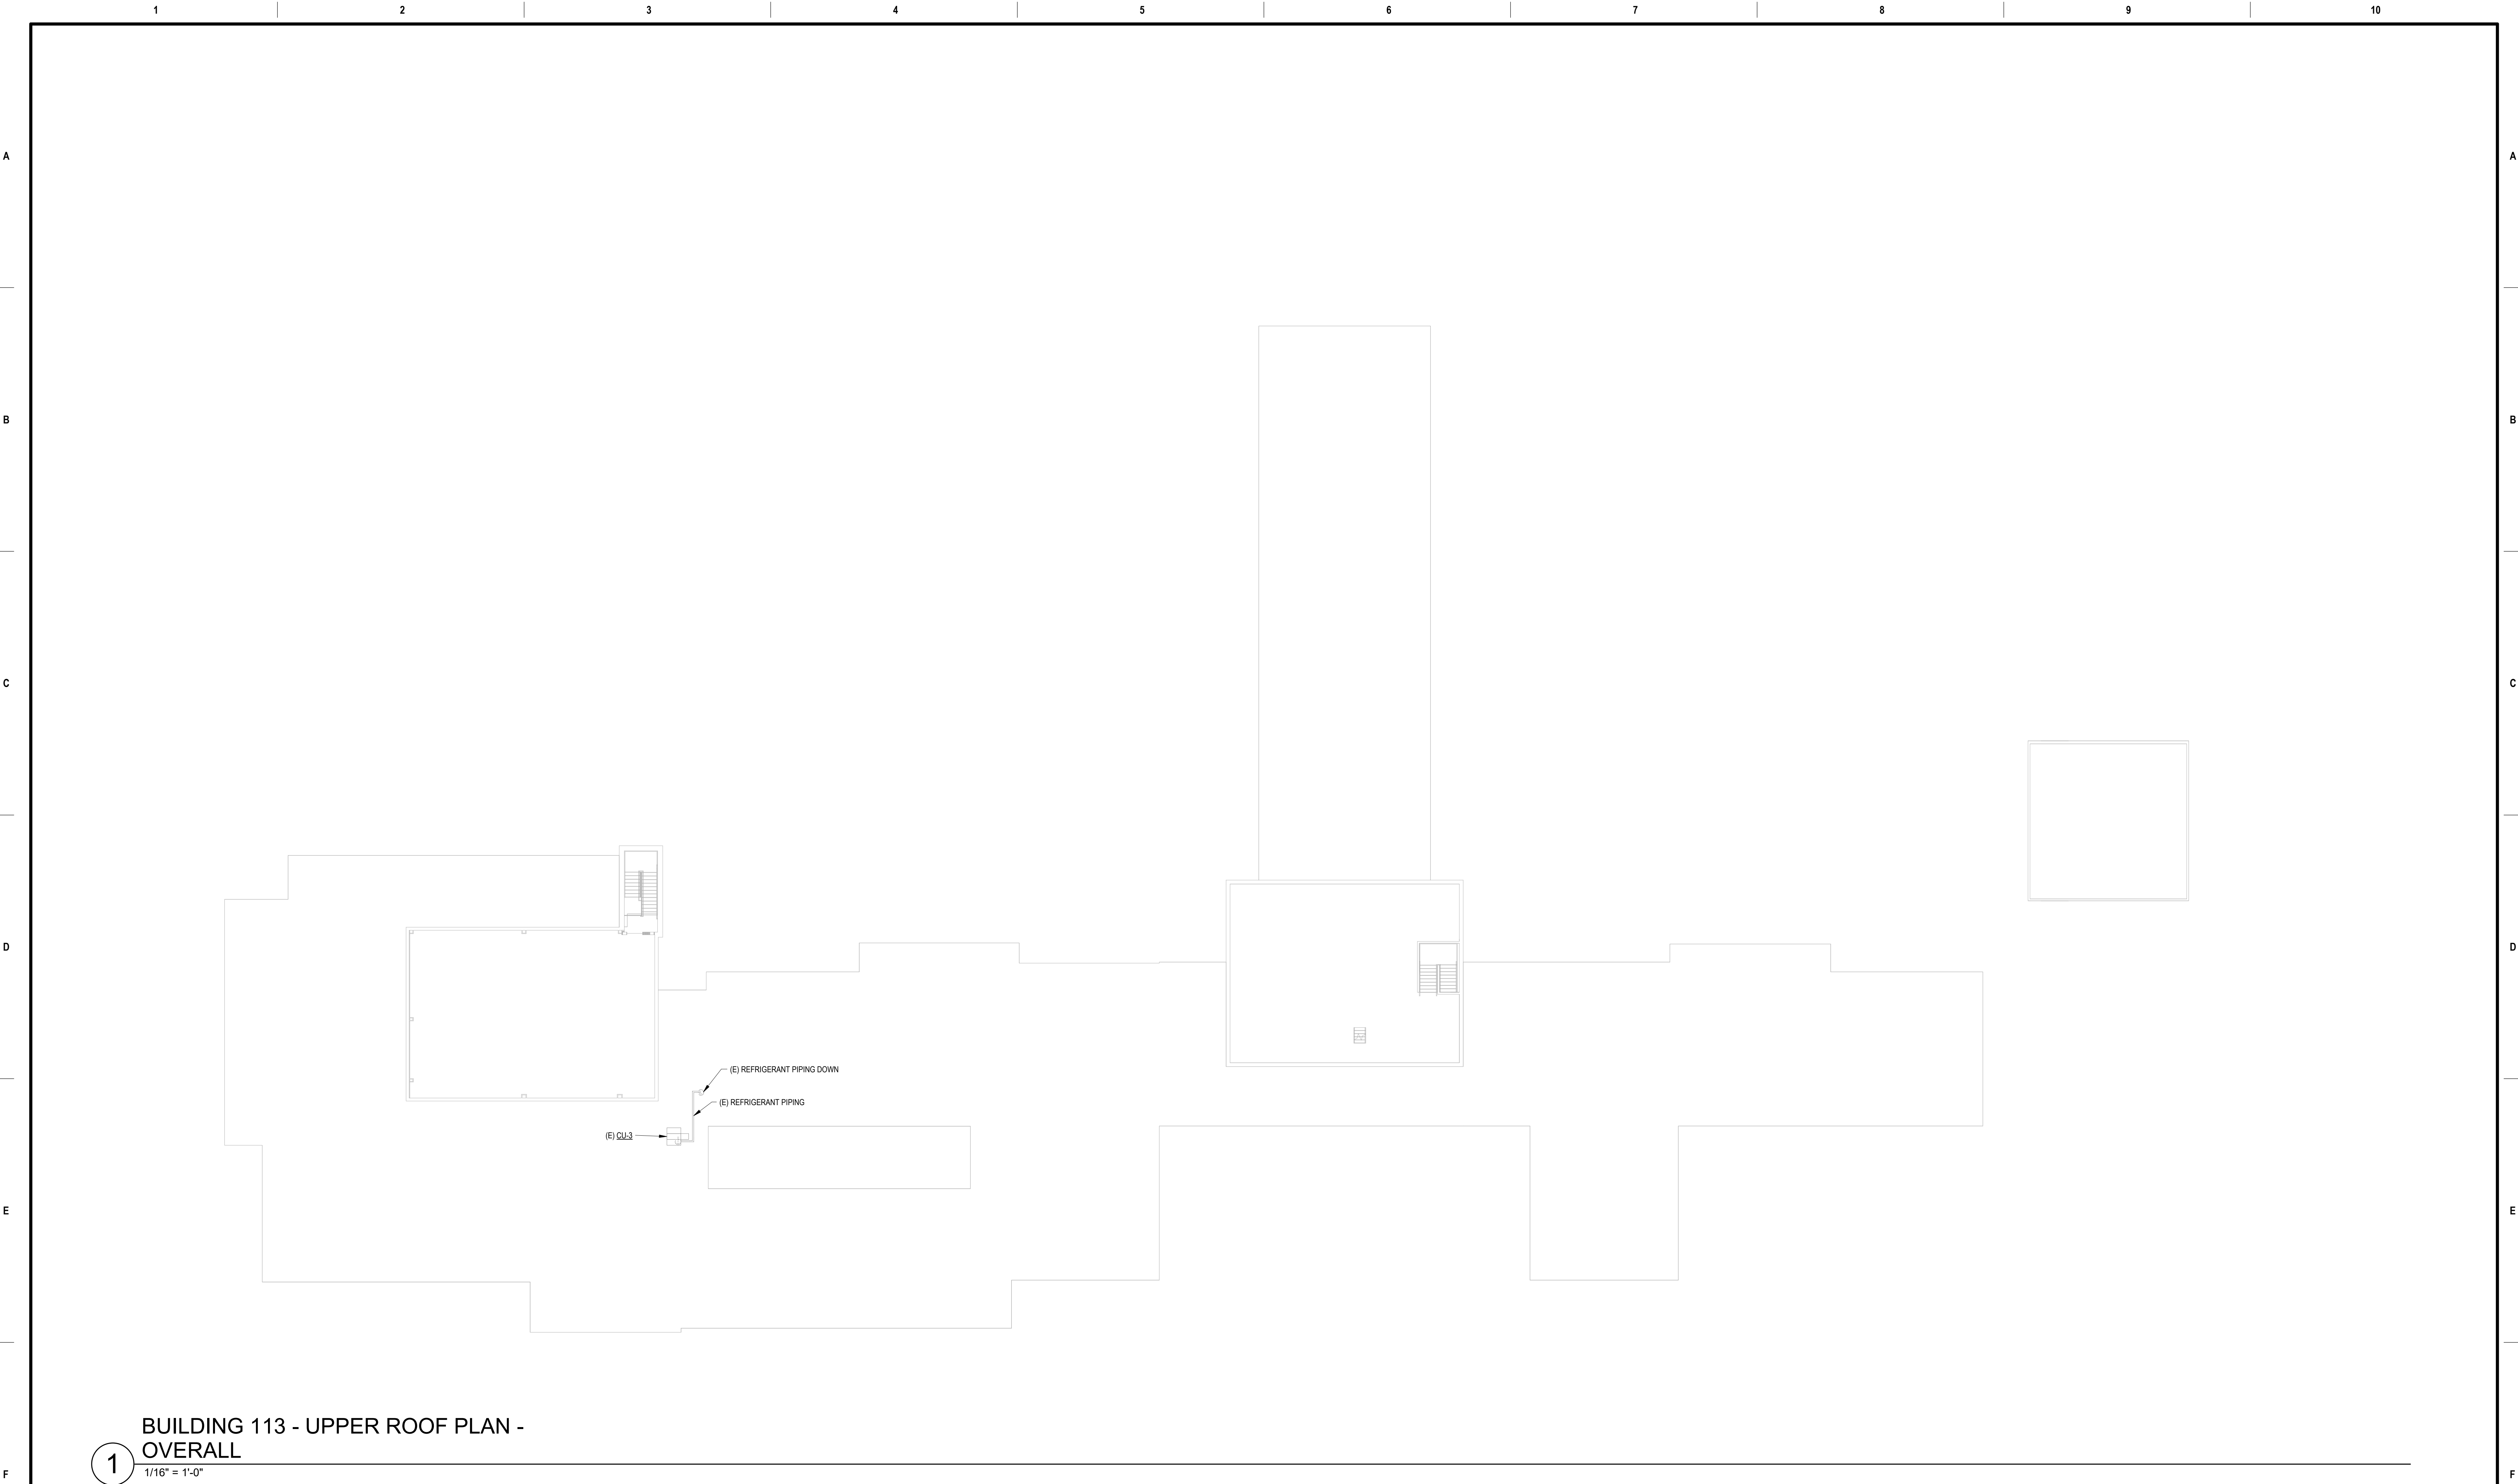 1 2 3 4 5 6 7 8 9 10
A A
B B
C C
D D
(E) REFRIGERANT PIPING DOWN
(E) REFRIGERANT PIPING
(E) CU-3
E E
BUILDING 113 - UPPER ROOF PLAN -
OVERALL
1
1/16" = 1'-0"
F F